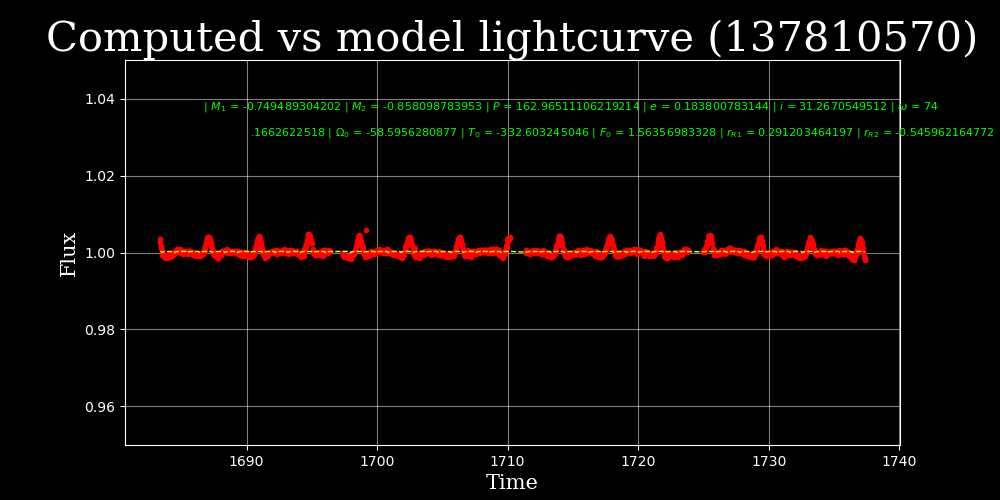 Computed vs model lightcurve (137810570)
| M₁ = -0.749489304202 | M₂ = -0.858098783953 | P = 162.96511106219214 | e = 0.183800783144 | i = 31.2670549512 | ω = 74
.1662622518 | Ω₀ = -58.5956280877 | T₀ = -332.603245046 | F₀ = 1.56356983328 | r_R1 = 0.291203464197 | r_R2 = -0.545962164772
1.04
1.02
1.00
0.98
0.96
Flux
1690 1700 1710 1720 1730 1740
Time